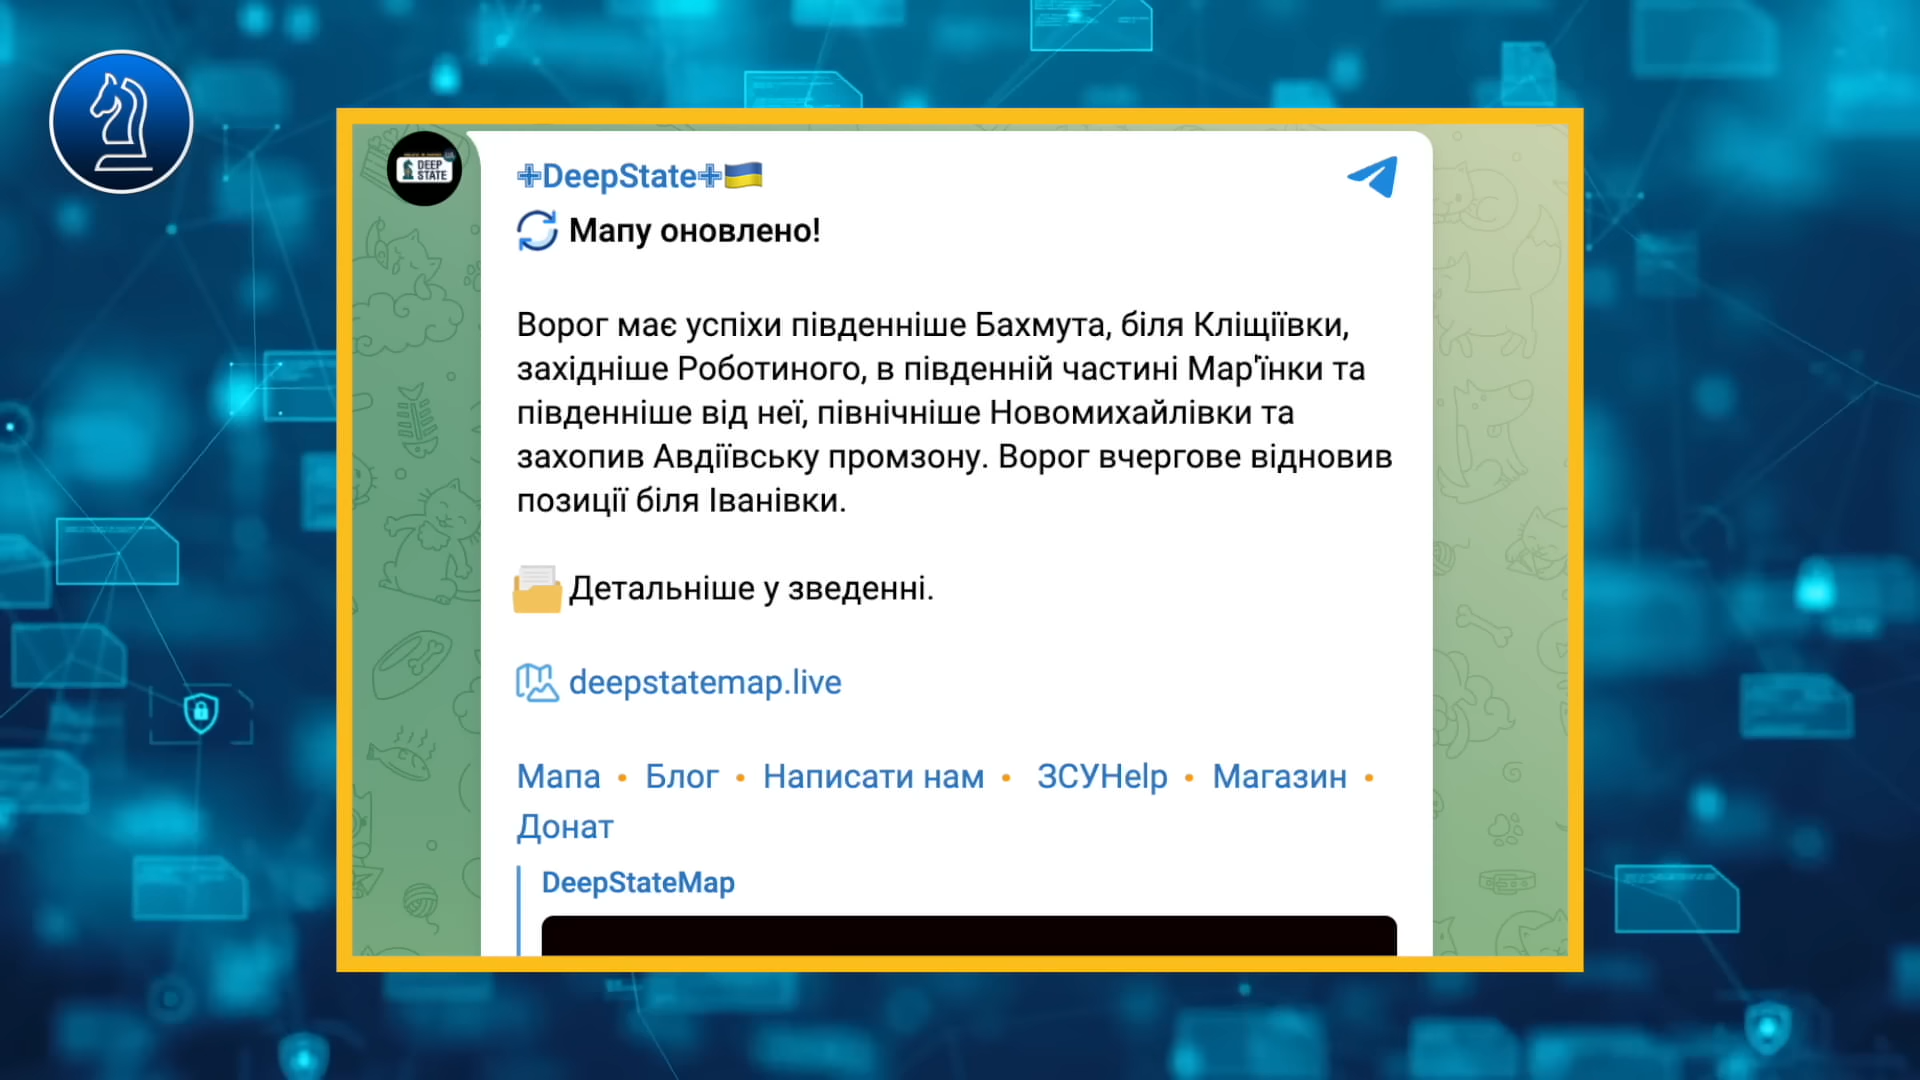 DEEP STATE
✙DeepState✙🇺🇦
Мапу оновлено!
Ворог має успіхи південніше Бахмута, біля Кліщіївки,
західніше Роботиного, в південній частині Мар'їнки та
південніше від неї, північніше Новомихайлівки та
захопив Авдіївську промзону. Ворог вчергове відновив
позиції біля Іванівки.
Детальніше у зведенні.
deepstatemap.live
Мапа • Блог • Написати нам • ЗСУHelp • Магазин •
Донат
DeepStateMap